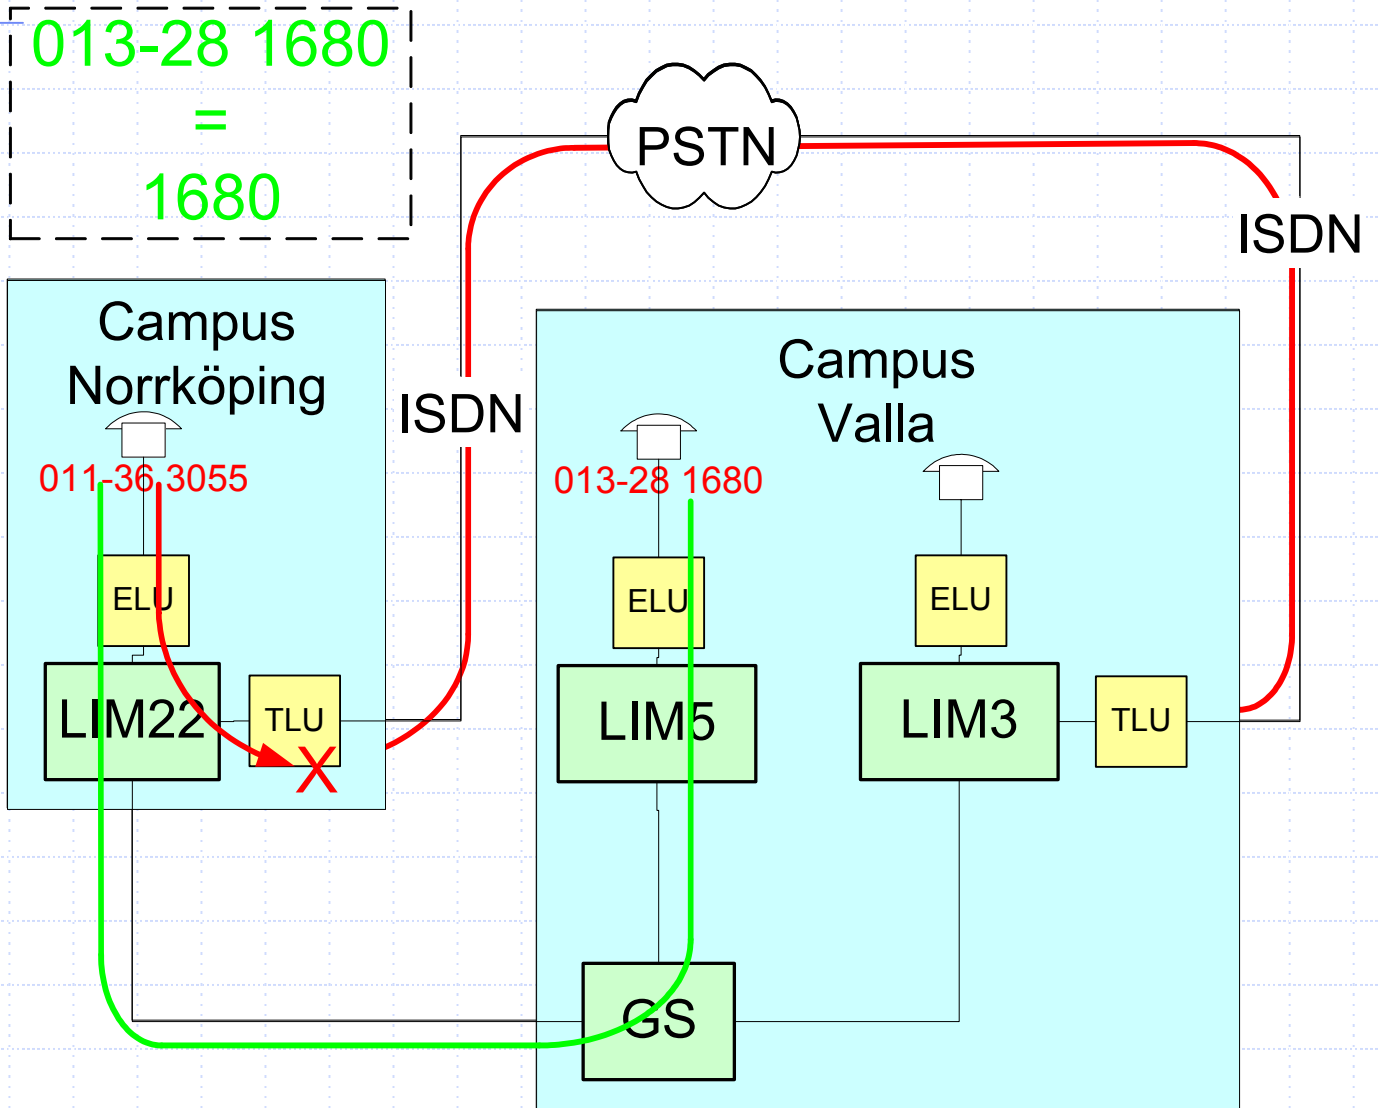 013-28 1680
=
1680
PSTN
ISDN
Campus
Norrköping
ISDN
Campus
Valla
011-36 3055
013-28 1680
ELU
ELU
ELU
LIM22
TLU
X
LIM5
LIM3
TLU
GS